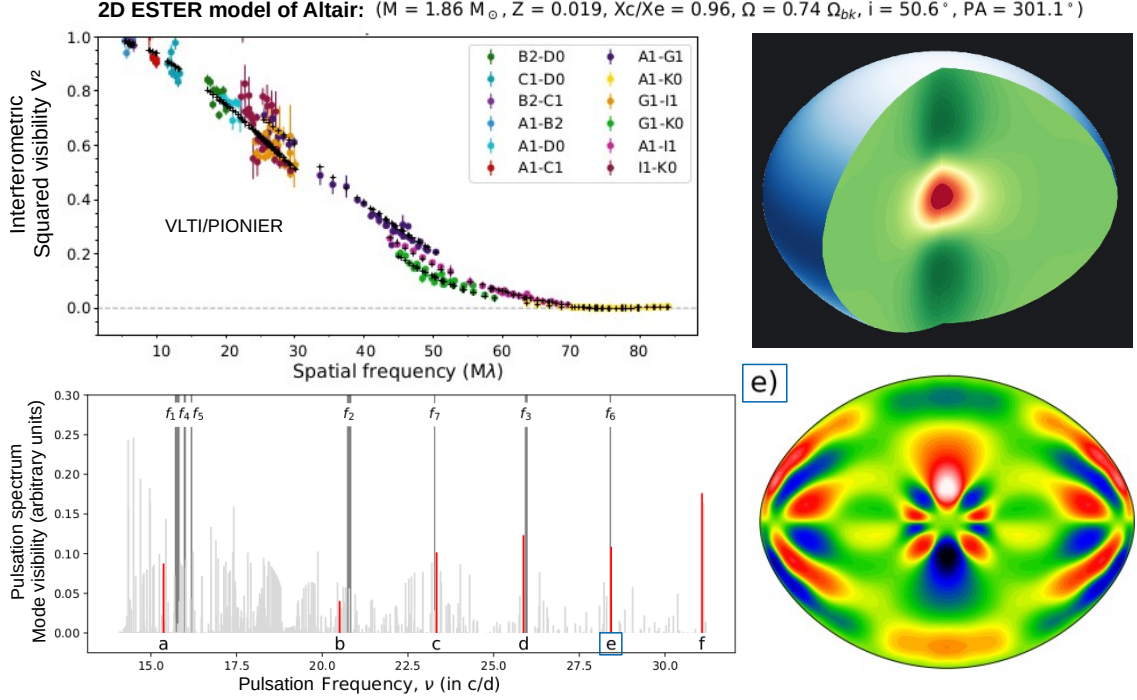 2D ESTER model of Altair: (M = 1.86 M⊙, Z = 0.019, Xc/Xe = 0.96, Ω = 0.74 Ωbk, i = 50.6°, PA = 301.1°)
Interferometric
Squared visibility V²
1.0
0.8
0.6
0.4
0.2
0.0
VLTI/PIONIER
B2-D0
C1-D0
B2-C1
A1-B2
A1-D0
A1-C1
A1-G1
A1-K0
G1-I1
G1-K0
A1-I1
I1-K0
10 20 30 40 50 60 70 80 90
Spatial frequency (Mλ)
Pulsation spectrum
Mode visibility (arbitrary units)
0.30
0.25
0.20
0.15
0.10
0.05
0.00
f1 f4 f5 f2 f7 f3 f6
a b c d e f
15.0 17.5 20.0 22.5 25.0 27.5 30.0
Pulsation Frequency, ν (in c/d)
e)